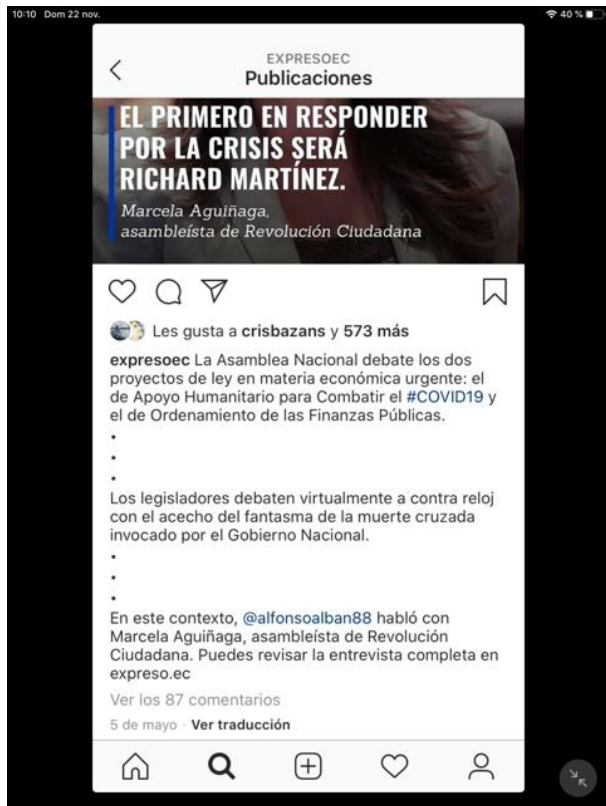 10:10 Dom 22 nov. 40 %
EXPRESOEC
Publicaciones
EL PRIMERO EN RESPONDER
POR LA CRISIS SERÁ
RICHARD MARTÍNEZ.
Marcela Aguiñaga,
asambleísta de Revolución Ciudadana
Les gusta a crisbazans y 573 más
expresoec La Asamblea Nacional debate los dos
proyectos de ley en materia económica urgente: el
de Apoyo Humanitario para Combatir el #COVID19 y
el de Ordenamiento de las Finanzas Públicas.
.
.
.
Los legisladores debaten virtualmente a contra reloj
con el acecho del fantasma de la muerte cruzada
invocado por el Gobierno Nacional.
.
.
.
En este contexto, @alfonsoalban88 habló con
Marcela Aguiñaga, asambleísta de Revolución
Ciudadana. Puedes revisar la entrevista completa en
expreso.ec
Ver los 87 comentarios
5 de mayo · Ver traducción